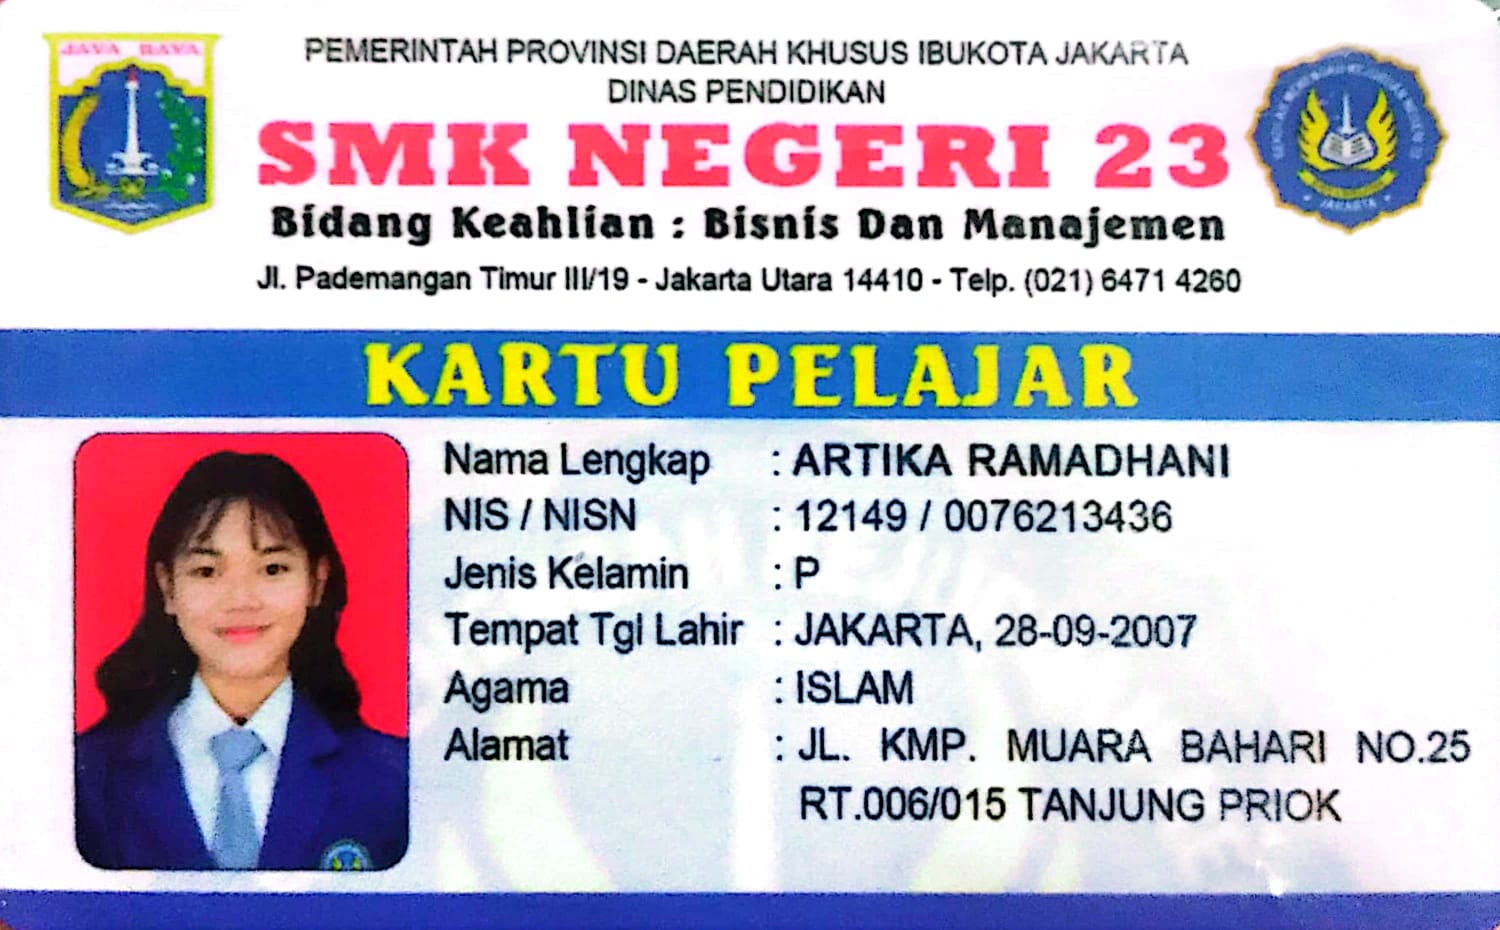 JAYA RAYA
PEMERINTAH PROVINSI DAERAH KHUSUS IBUKOTA JAKARTA
DINAS PENDIDIKAN
SMK NEGERI 23
Bidang Keahlian : Bisnis Dan Manajemen
Jl. Pademangan Timur III/19 - Jakarta Utara 14410 - Telp. (021) 6471 4260
JAKARTA
KARTU PELAJAR
Nama Lengkap : ARTIKA RAMADHANI
NIS / NISN : 12149 / 0076213436
Jenis Kelamin : P
Tempat Tgl Lahir : JAKARTA, 28-09-2007
Agama : ISLAM
Alamat : JL. KMP. MUARA BAHARI NO.25
RT.006/015 TANJUNG PRIOK